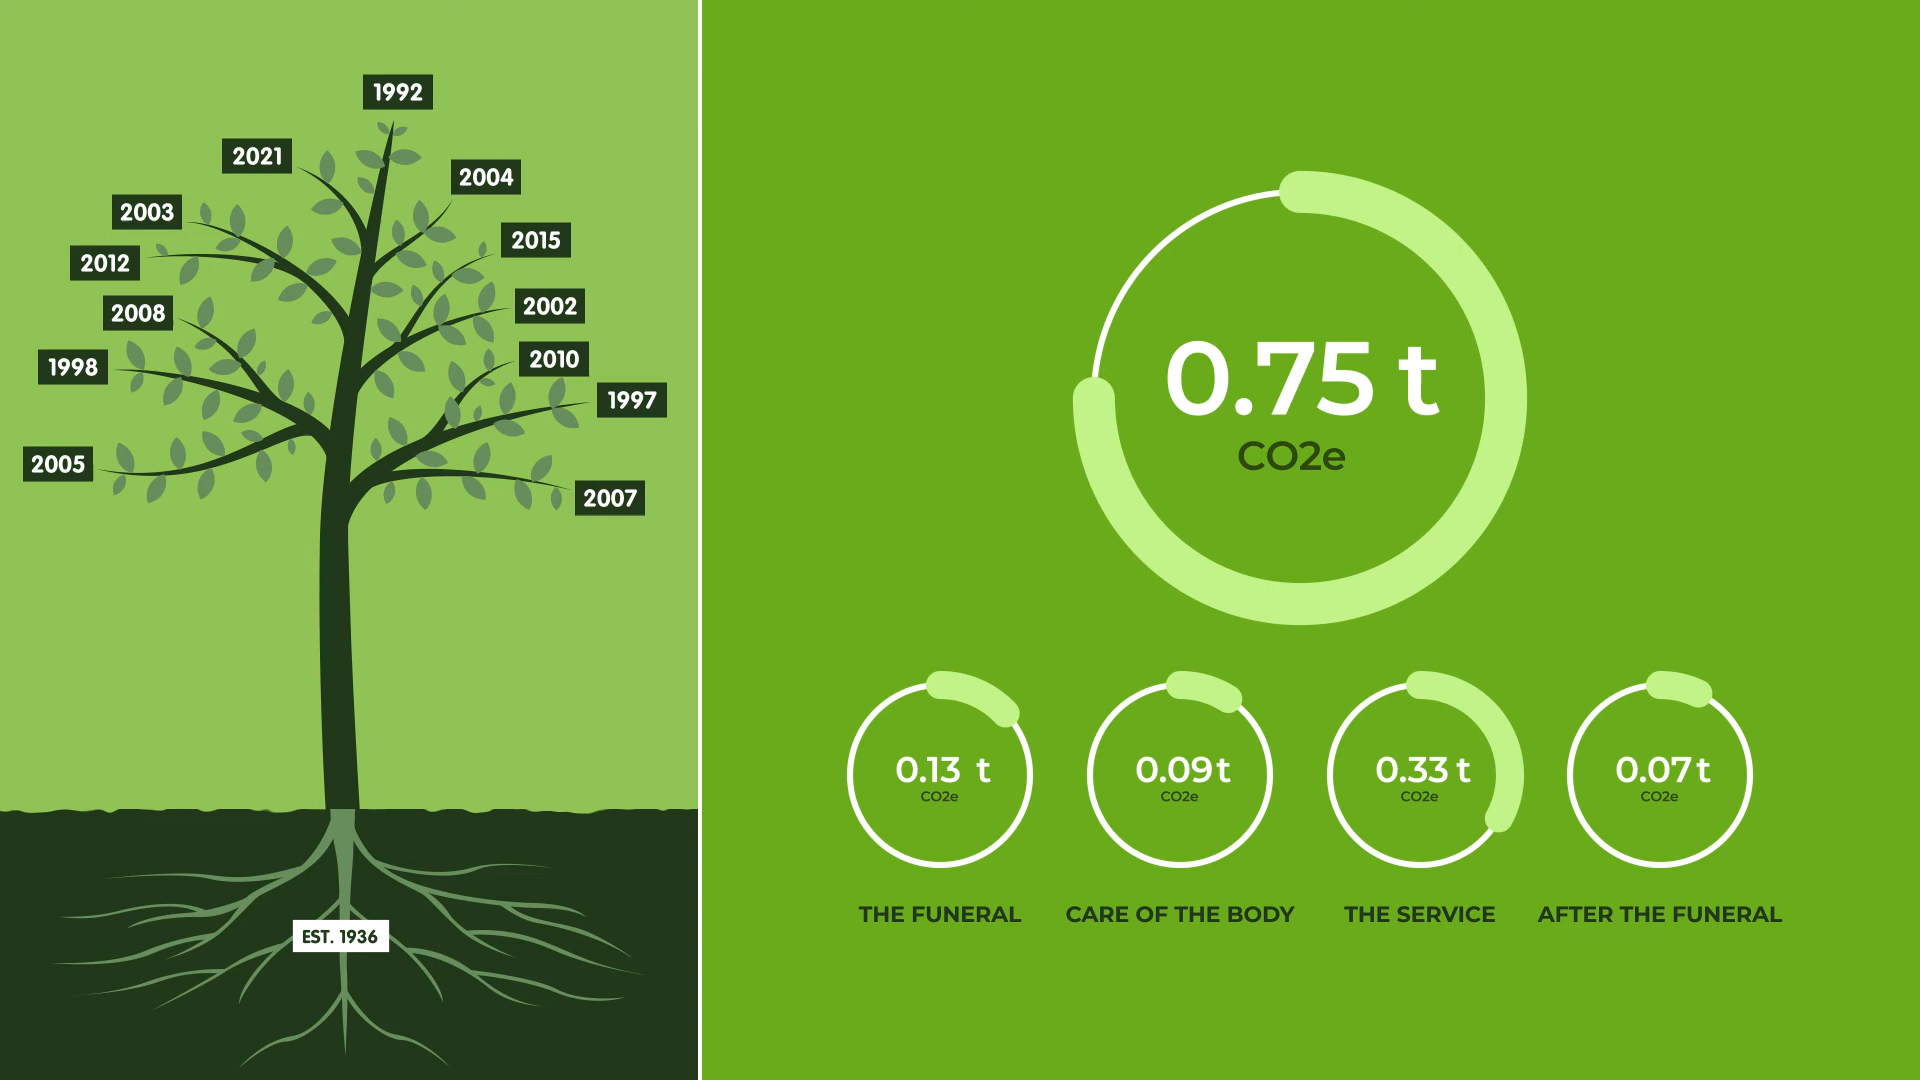 1992
2021
2004
2003
2015
2012
2008
2002
2010
1998
1997
2005
2007
EST. 1936
0.75 t
CO2e
0.13 t
CO2e
THE FUNERAL
0.09 t
CO2e
CARE OF THE BODY
0.33 t
CO2e
THE SERVICE
0.07 t
CO2e
AFTER THE FUNERAL